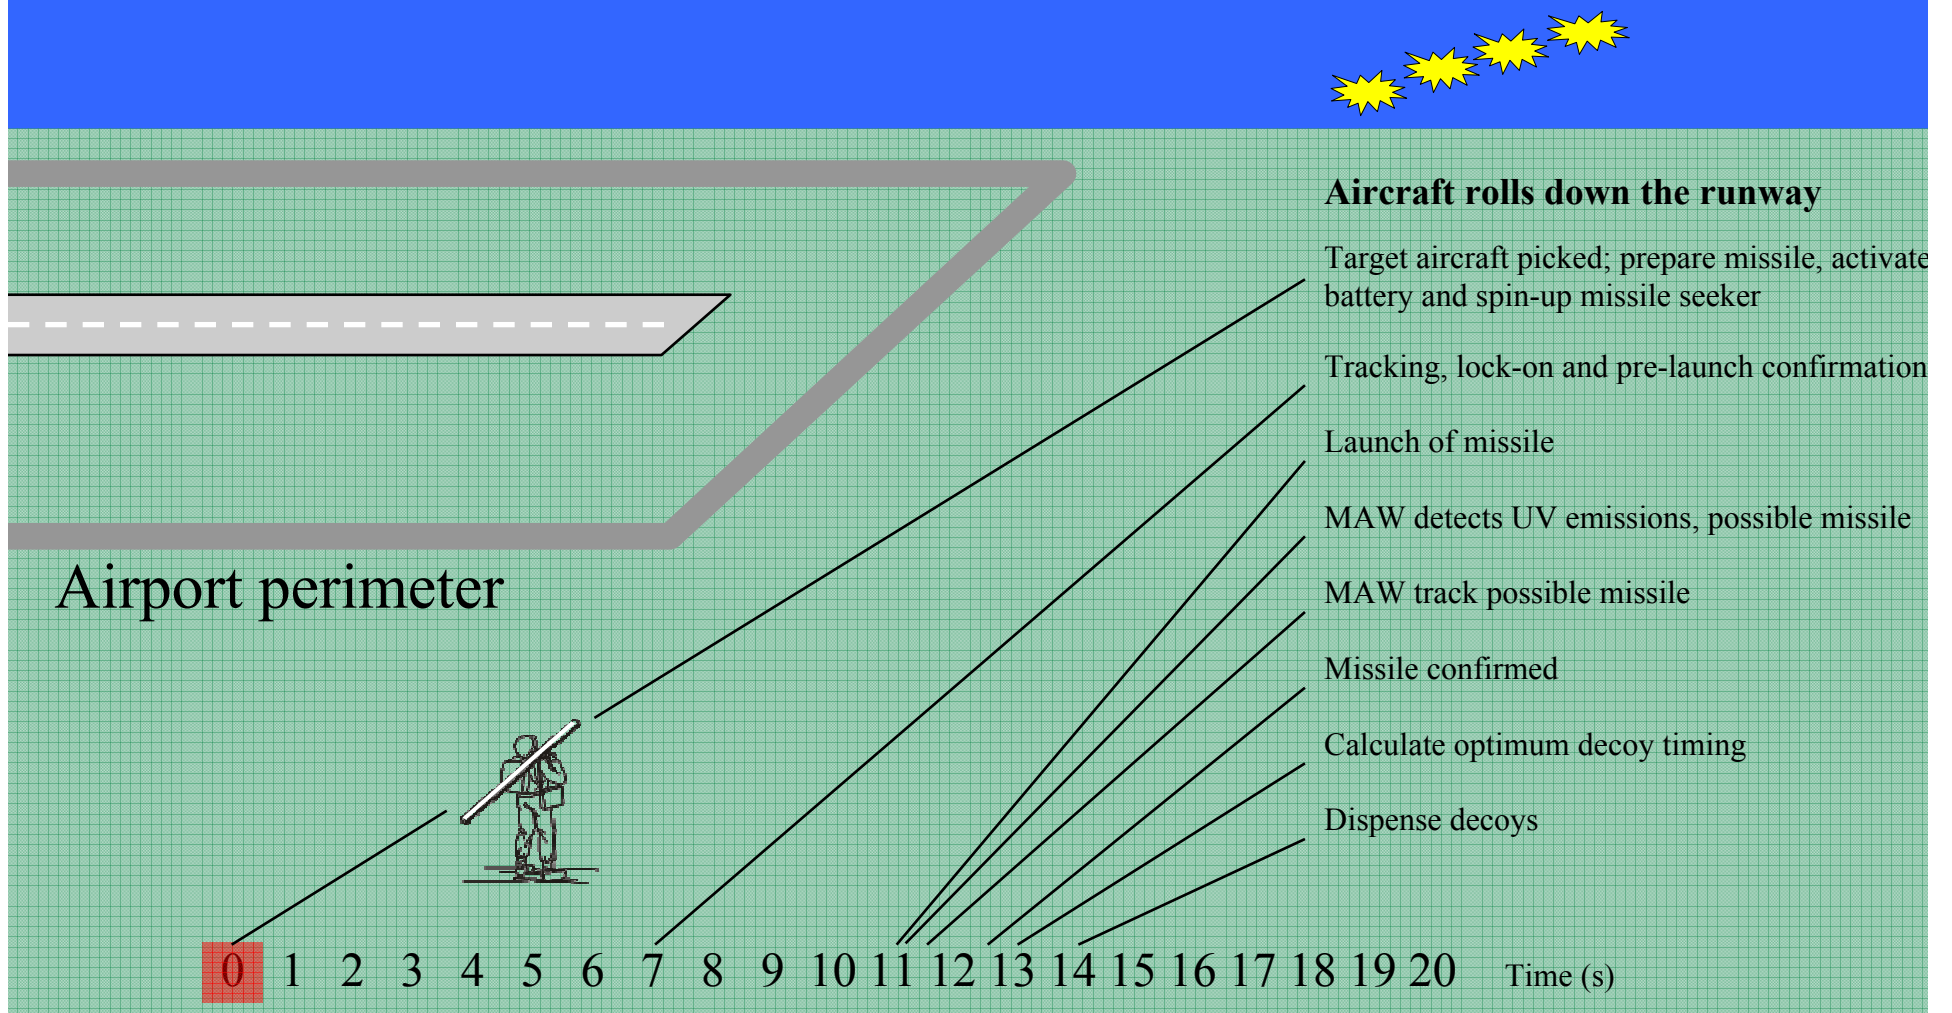 Aircraft rolls down the runway
Target aircraft picked; prepare missile, activate
battery and spin-up missile seeker
Tracking, lock-on and pre-launch confirmation
Launch of missile
MAW detects UV emissions, possible missile
MAW track possible missile
Missile confirmed
Calculate optimum decoy timing
Dispense decoys
Airport perimeter
0 1 2 3 4 5 6 7 8 9 10 11 12 13 14 15 16 17 18 19 20 Time (s)